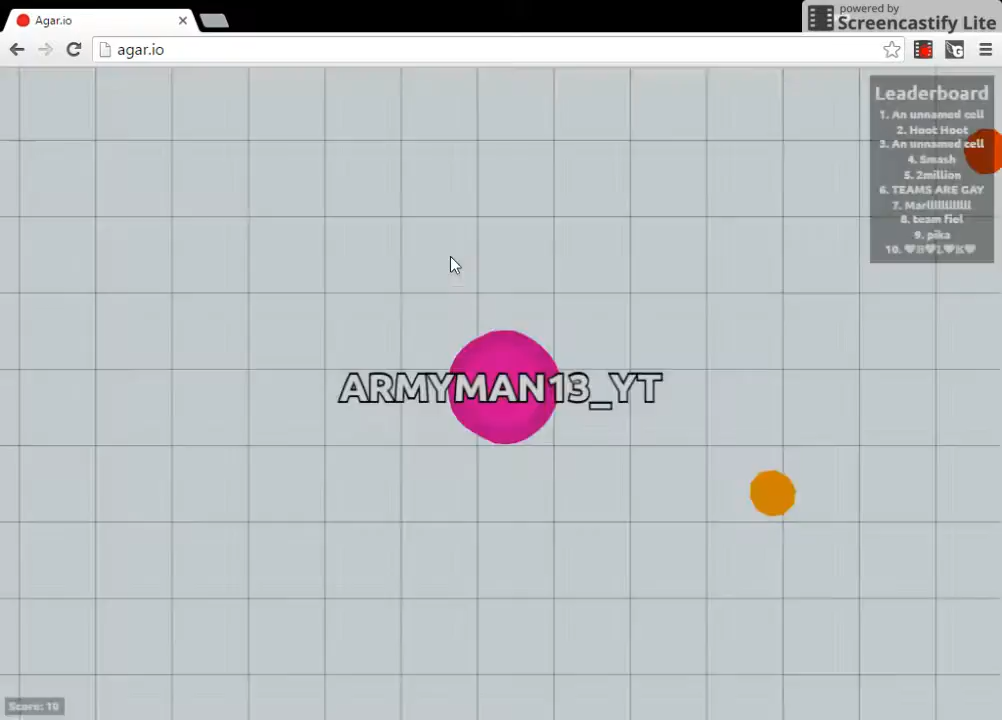 Agar.io
powered by
Screencastify Lite
agar.io
Leaderboard
1. An unnamed cell
2. Hoot Hoot
3. An unnamed cell
4. Smash
5. 2million
6. TEAMS ARE GAY
8. team fiel
9. pika
10. ♥B♥L♥K♥
ARMYMAN13_YT
Score: 10